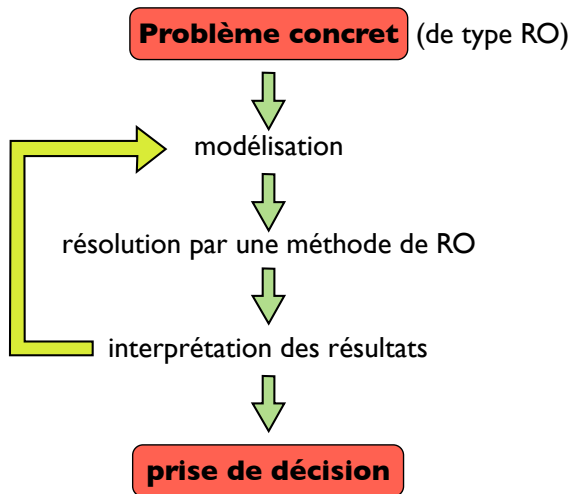 Problème concret (de type RO)
modélisation
résolution par une méthode de RO
interprétation des résultats
prise de décision